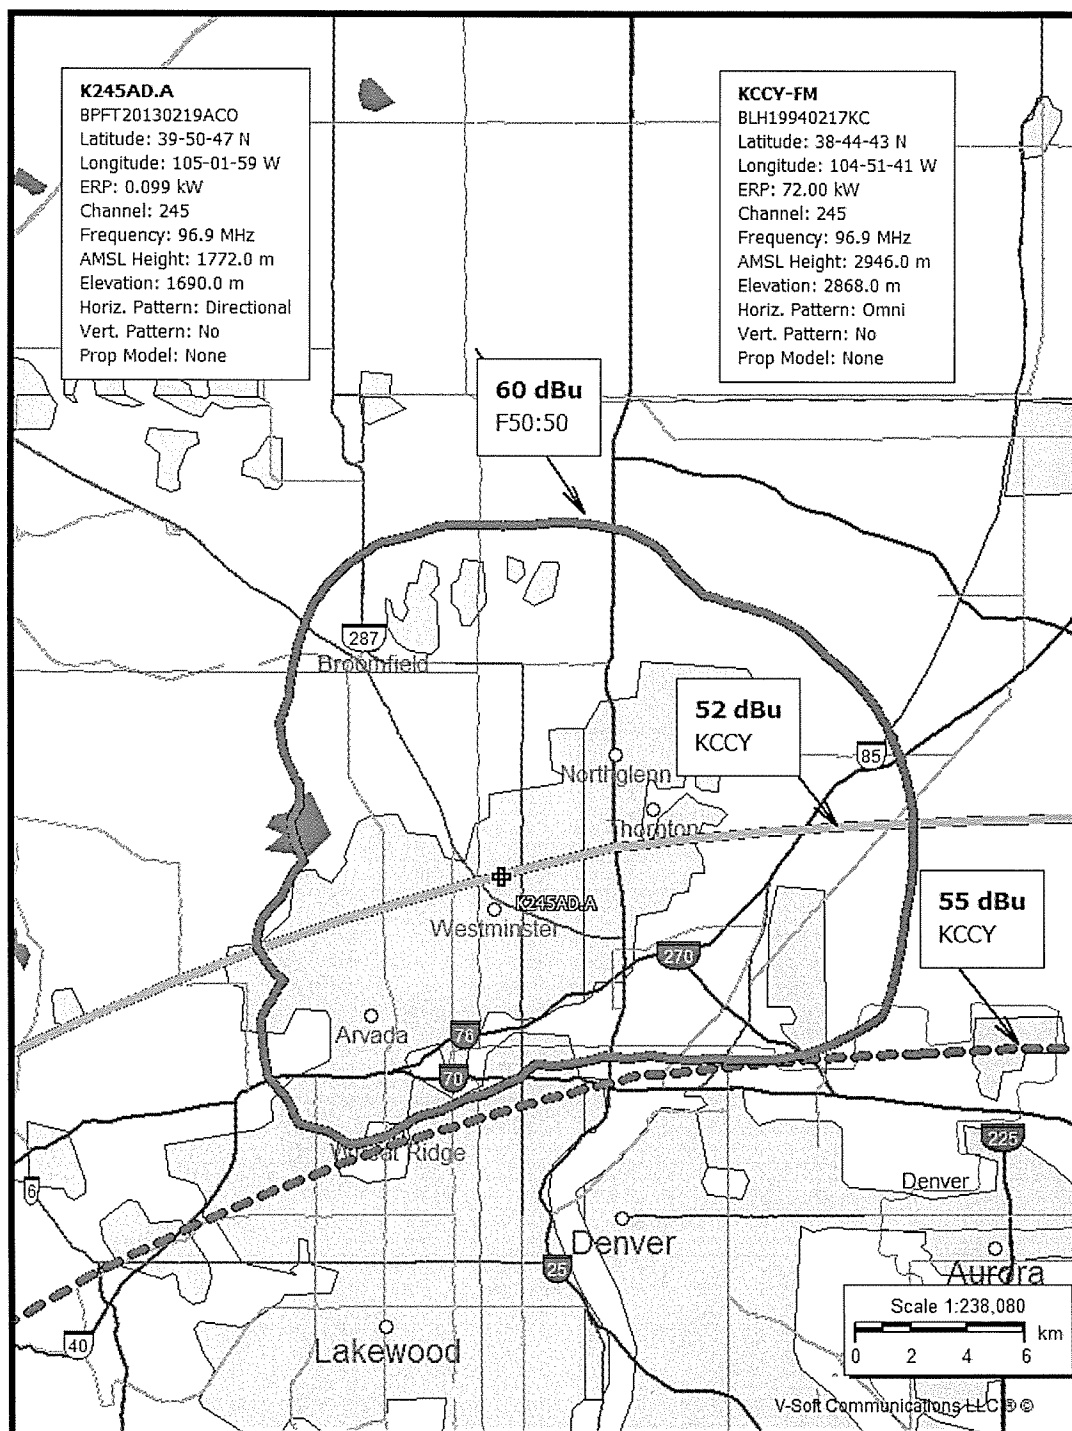 K245AD.A
BPFT20130219ACO
Latitude: 39-50-47 N
Longitude: 105-01-59 W
ERP: 0.099 kW
Channel: 245
Frequency: 96.9 MHz
AMSL Height: 1772.0 m
Elevation: 1690.0 m
Horiz. Pattern: Directional
Vert. Pattern: No
Prop Model: None
KCCY-FM
BLH19940217KC
Latitude: 38-44-43 N
Longitude: 104-51-41 W
ERP: 72.00 kW
Channel: 245
Frequency: 96.9 MHz
AMSL Height: 2946.0 m
Elevation: 2868.0 m
Horiz. Pattern: Omni
Vert. Pattern: No
Prop Model: None
60 dBu
F50:50
287
Broomfield
52 dBu
KCCY
85
Northglenn
Thornton
K245AD.A
Westminster
55 dBu
KCCY
270
Arvada
76
70
Wheat Ridge
225
6
Denver
Denver
25
Aurora
40
Lakewood
Scale 1:238,080
km
0 2 4 6
V-Soft Communications LLC ® ©